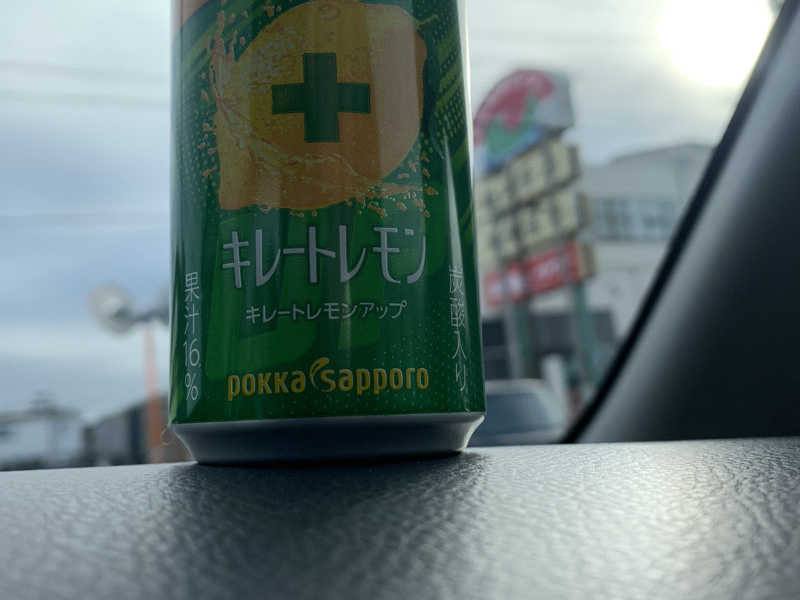 キレートレモン
キレートレモンアップ
果汁16%
炭酸入り
POKKA sapporo